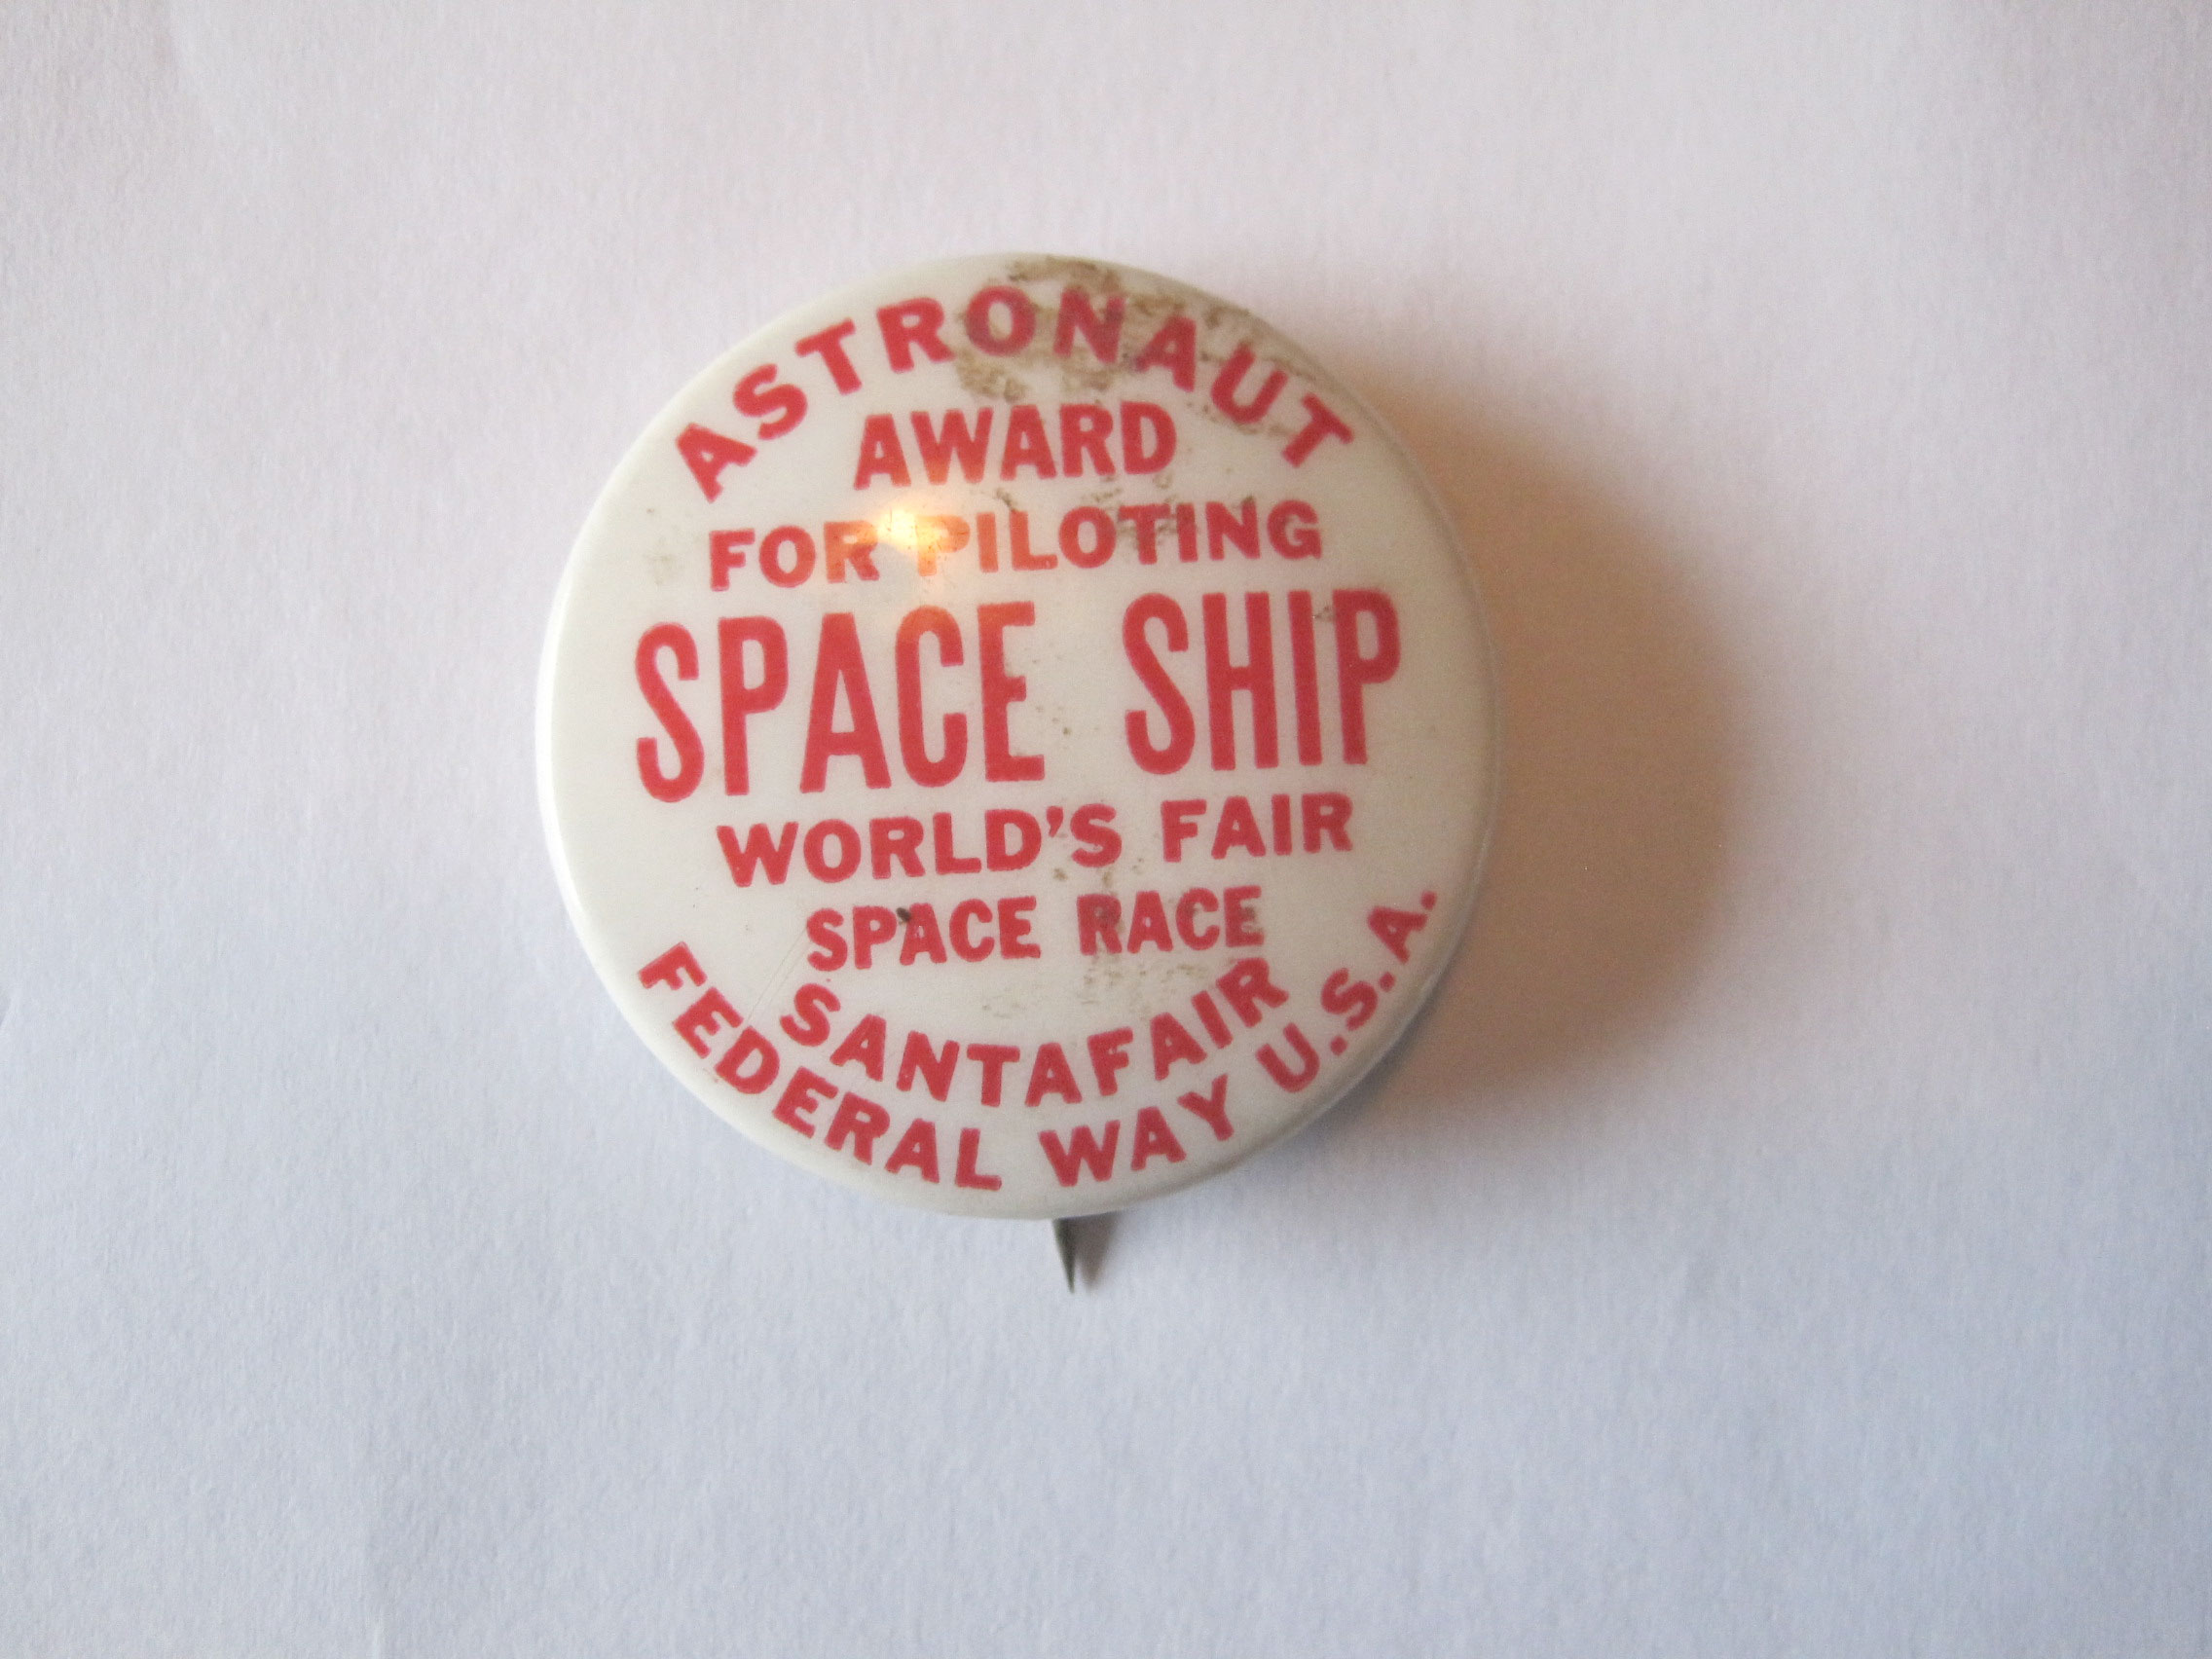 ASTRONAUT
AWARD
FOR PILOTING
SPACE SHIP
WORLD'S FAIR
SPACE RACE
SANTAFAIR
FEDERAL WAY U.S.A.